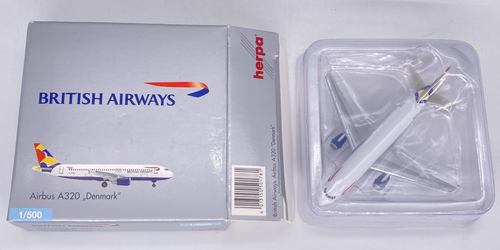 BRITISH AIRWAYS
Airbus A320 „Denmark“
1/500
herpa
British Airways, Airbus A320 "Denmark"